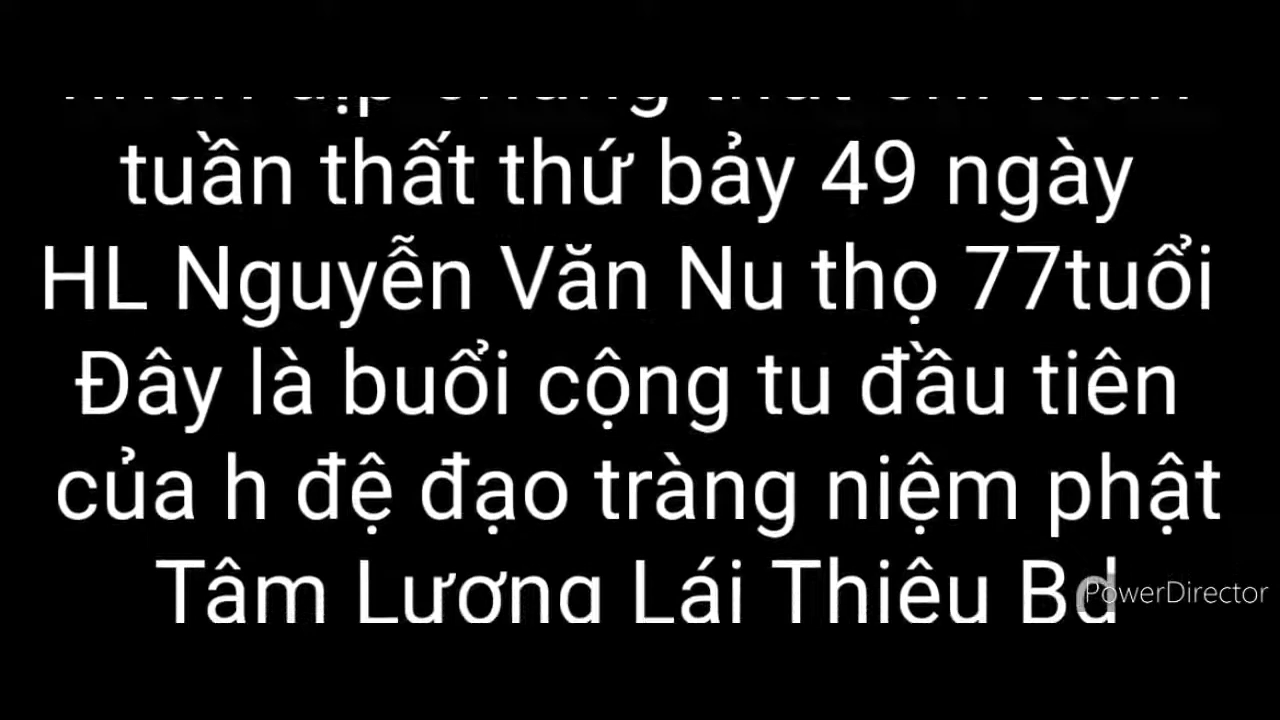 tuần thất thứ bảy 49 ngày
HL Nguyễn Văn Nu thọ 77tuổi
Đây là buổi cộng tu đầu tiên
của h đệ đạo tràng niệm phật
Tâm Lượng Lái Thiêu Bd
PowerDirector